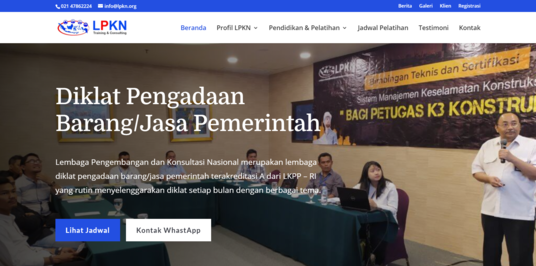 021 47862224 info@lpkn.org
Berita Galeri Klien Registrasi
LPKN
Training & Consulting
Beranda Profil LPKN Pendidikan & Pelatihan Jadwal Pelatihan Testimoni Kontak
LPKN
Bimbingan Teknis dan Sertifikasi
Sistem Manajemen Keselamatan Konstruksi
"BAGI PETUGAS K3 KONSTRU
Diklat Pengadaan
Barang/Jasa Pemerintah
Lembaga Pengembangan dan Konsultasi Nasional merupakan lembaga
diklat pengadaan barang/jasa pemerintah terakreditasi A dari LKPP – RI
yang rutin menyelenggarakan diklat setiap bulan dengan berbagai tema.
Lihat Jadwal
Kontak WhastApp